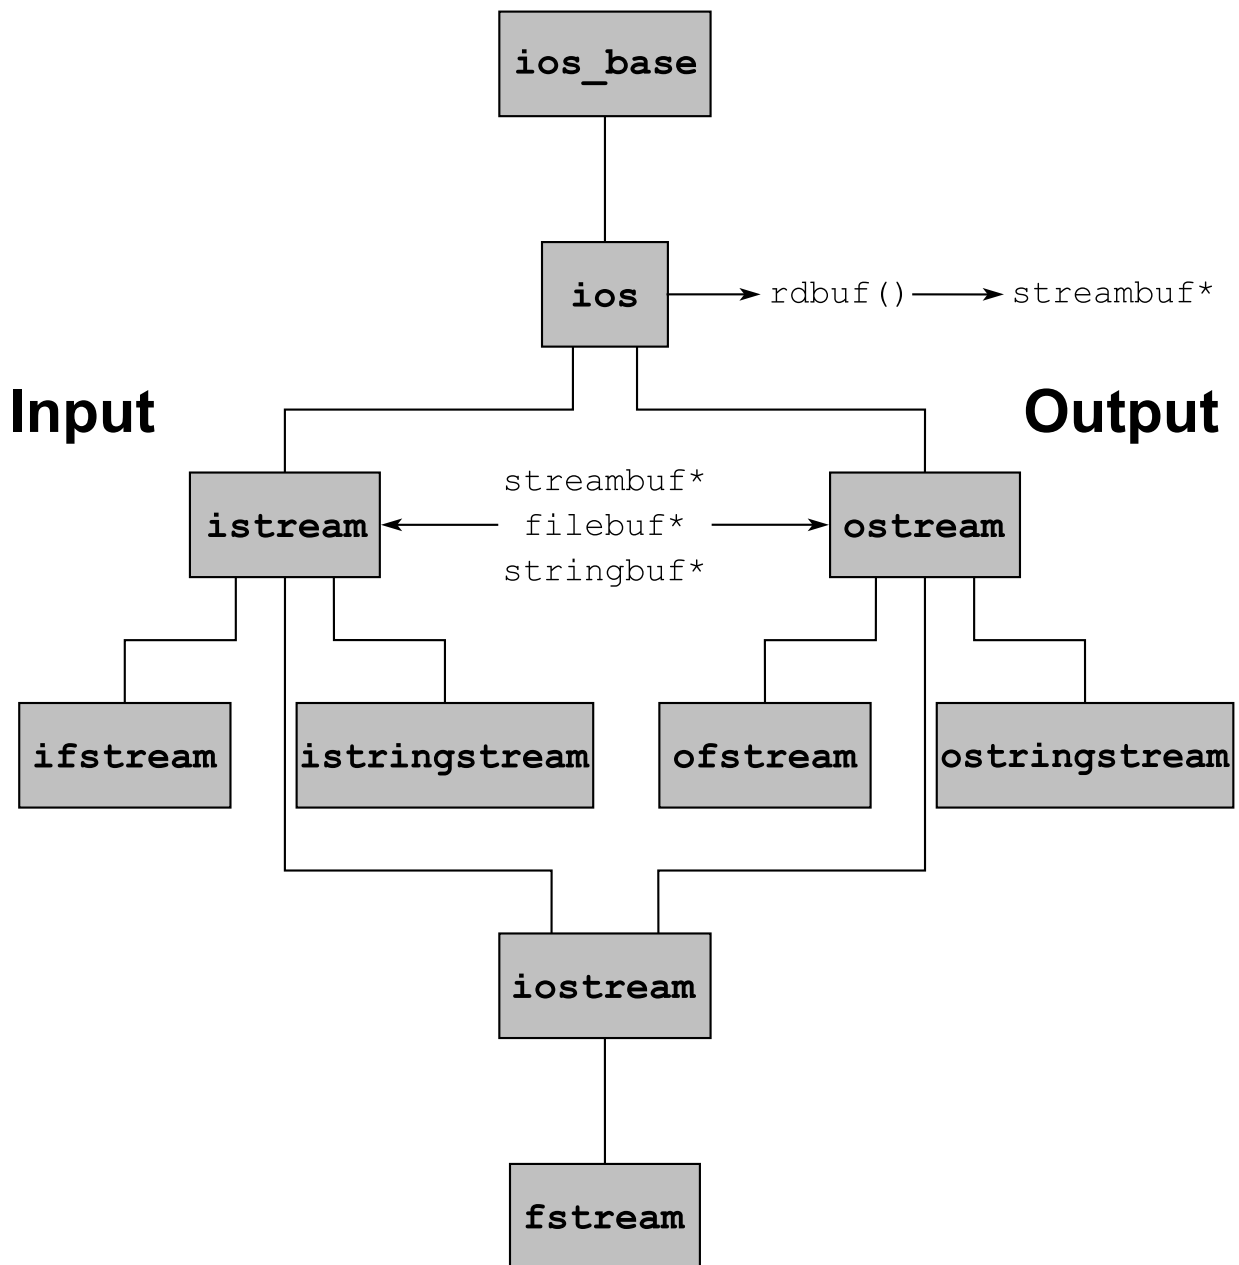 ios_base
ios
rdbuf()
streambuf*
Input
Output
istream
streambuf*
filebuf*
stringbuf*
ostream
ifstream
istringstream
ofstream
ostringstream
iostream
fstream